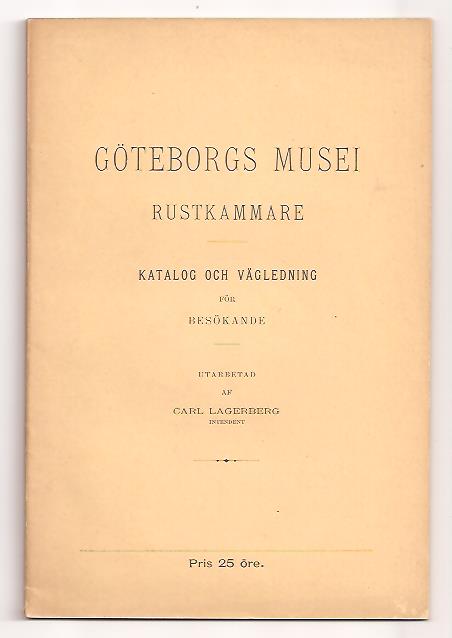 GÖTEBORGS MUSEI
RUSTKAMMARE
KATALOG OCH VÄGLEDNING
FÖR
BESÖKANDE
UTARBETAD
AF
CARL LAGERBERG
INTENDENT
Pris 25 öre.